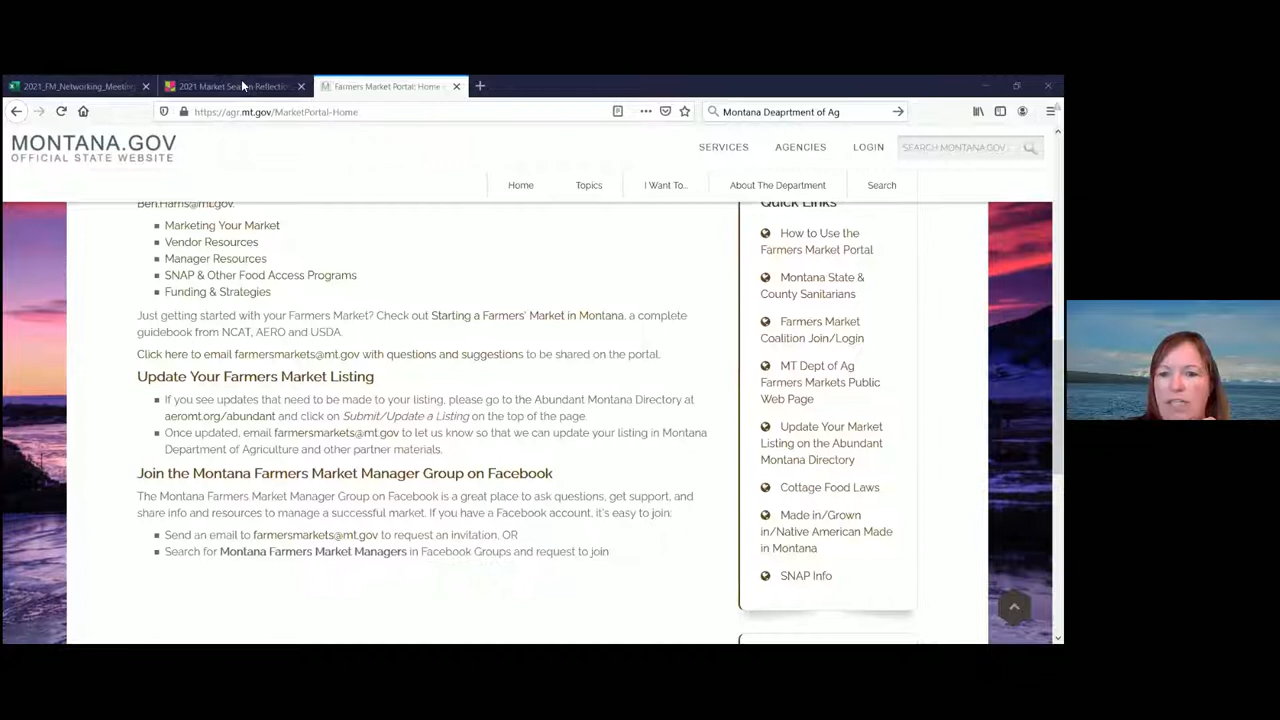 2021_FM_Networking_Meeting
2021 Market Season Reflectio
Farmers Market Portal: Home
https://agr.mt.gov/MarketPortal-Home
Montana Deaprtment of Ag
MONTANA.GOV
OFFICIAL STATE WEBSITE
SERVICES
AGENCIES
LOGIN
SEARCH MONTANA.GOV
Home
Topics
I Want To...
About The Department
Search
Ben.Harris@mt.gov.
Marketing Your Market
Vendor Resources
Manager Resources
SNAP & Other Food Access Programs
Funding & Strategies
Just getting started with your Farmers Market? Check out Starting a Farmers' Market in Montana, a complete
guidebook from NCAT, AERO and USDA.
Click here to email farmersmarkets@mt.gov with questions and suggestions to be shared on the portal.
Update Your Farmers Market Listing
If you see updates that need to be made to your listing, please go to the Abundant Montana Directory at
aeromt.org/abundant and click on Submit/Update a Listing on the top of the page.
Once updated, email farmersmarkets@mt.gov to let us know so that we can update your listing in Montana
Department of Agriculture and other partner materials.
Join the Montana Farmers Market Manager Group on Facebook
The Montana Farmers Market Manager Group on Facebook is a great place to ask questions, get support, and
share info and resources to manage a successful market. If you have a Facebook account, it's easy to join:
Send an email to farmersmarkets@mt.gov to request an invitation, OR
Search for Montana Farmers Market Managers in Facebook Groups and request to join
Quick Links
How to Use the
Farmers Market Portal
Montana State &
County Sanitarians
Farmers Market
Coalition Join/Login
MT Dept of Ag
Farmers Markets Public
Web Page
Update Your Market
Listing on the Abundant
Montana Directory
Cottage Food Laws
Made in/Grown
in/Native American Made
in Montana
SNAP Info